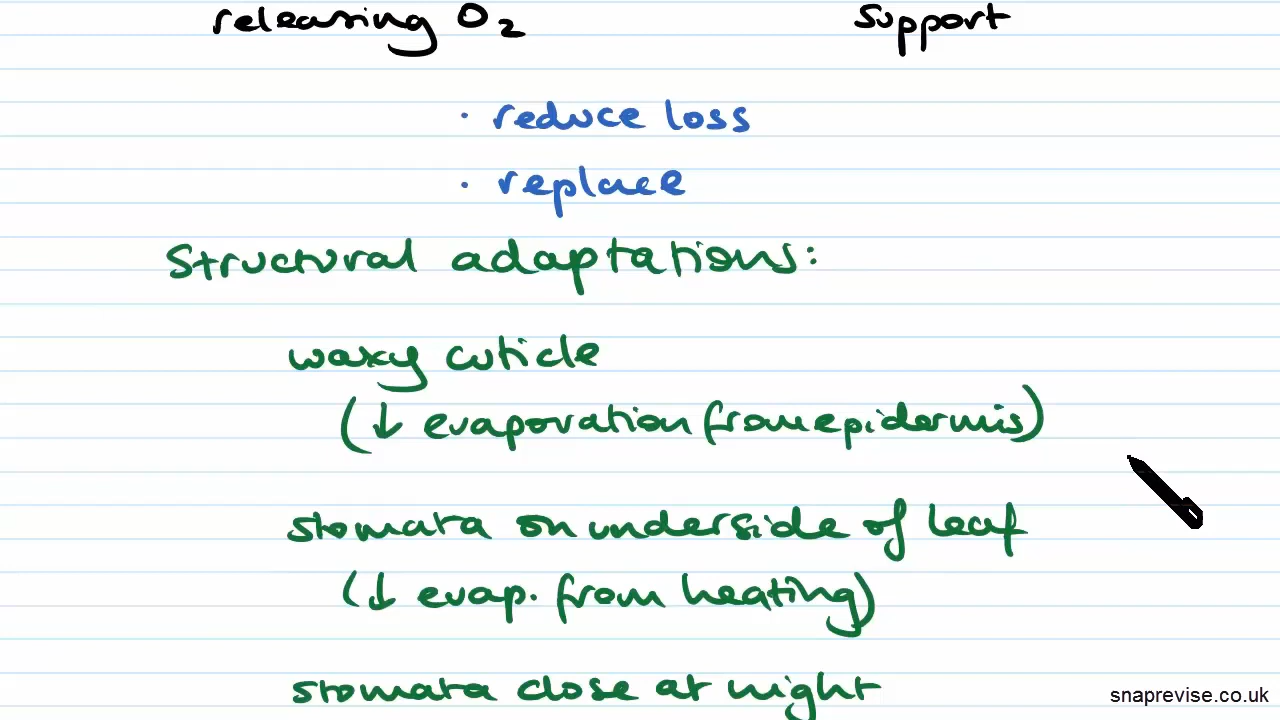 releasing O₂ support
· reduce loss
· replace
Structural adaptations:
waxy cuticle
(↓ evaporation from epidermis)
stomata on underside of leaf
(↓ evap. from heating)
stomata close at night
snaprevise.co.uk